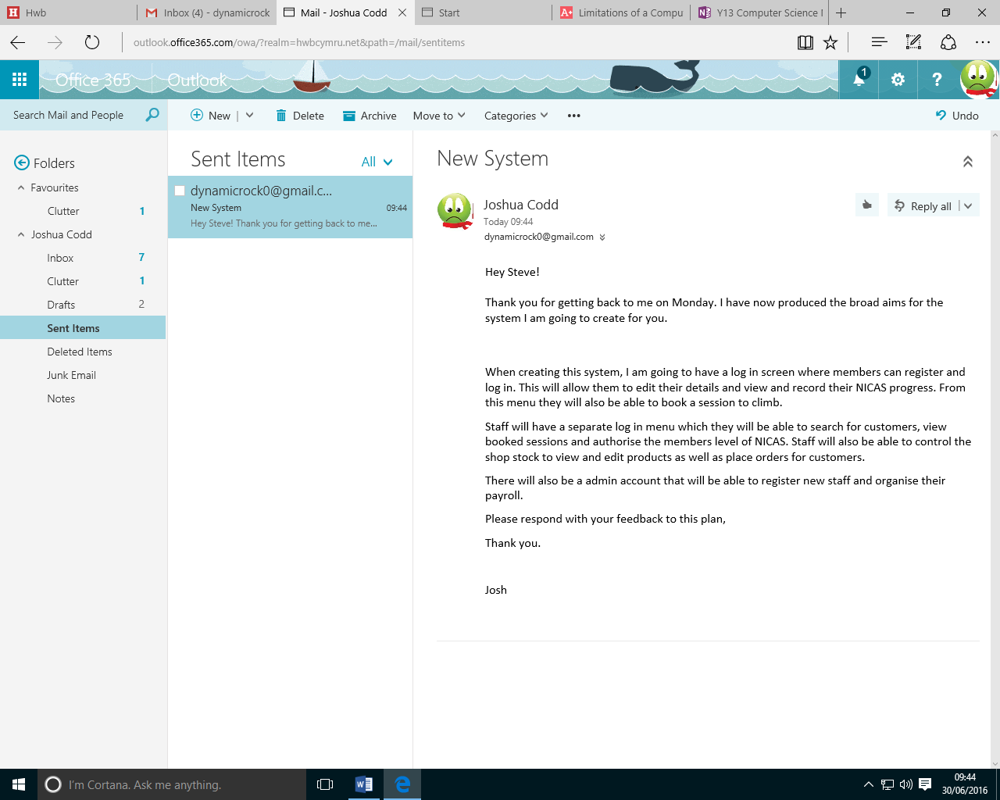 Hwb
Inbox (4) - dynamicrock
Mail - Joshua Codd
Start
A+ Limitations of a Compu
Y13 Computer Science I
outlook.office365.com/owa/?realm=hwbcymru.net&path=/mail/sentitems
Office 365
Outlook
1
?
Search Mail and People
New
Delete
Archive
Move to
Categories
•••
Undo
Folders
Favourites
Clutter 1
Joshua Codd
Inbox 7
Clutter 1
Drafts 2
Sent Items
Deleted Items
Junk Email
Notes
Sent Items
All
dynamicrock0@gmail.c...
New System 09:44
Hey Steve! Thank you for getting back to me...
New System
Joshua Codd
Today 09:44
dynamicrock0@gmail.com
Reply all
Hey Steve!
Thank you for getting back to me on Monday. I have now produced the broad aims for the
system I am going to create for you.
When creating this system, I am going to have a log in screen where members can register and
log in. This will allow them to edit their details and view and record their NICAS progress. From
this menu they will also be able to book a session to climb.
Staff will have a separate log in menu which they will be able to search for customers, view
booked sessions and authorise the members level of NICAS. Staff will also be able to control the
shop stock to view and edit products as well as place orders for customers.
There will also be a admin account that will be able to register new staff and organise their
payroll.
Please respond with your feedback to this plan,
Thank you.
Josh
I'm Cortana. Ask me anything.
09:44
30/06/2016